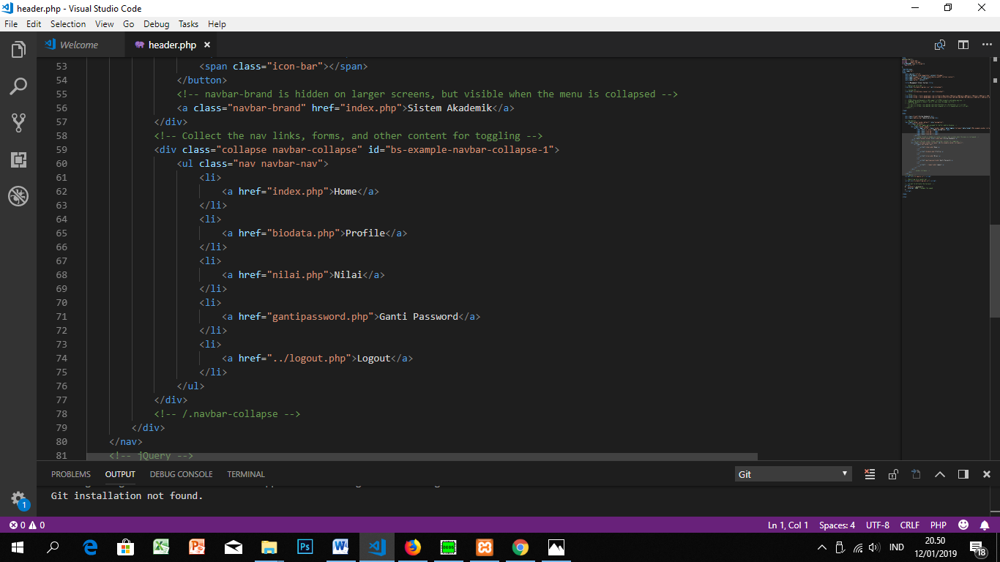 header.php - Visual Studio Code
File Edit Selection View Go Debug Tasks Help
Welcome header.php
53 <span class="icon-bar"></span>
54 </button>
55 <!-- navbar-brand is hidden on larger screens, but visible when the menu is collapsed -->
56 <a class="navbar-brand" href="index.php">Sistem Akademik</a>
57 </div>
58 <!-- Collect the nav links, forms, and other content for toggling -->
59 <div class="collapse navbar-collapse" id="bs-example-navbar-collapse-1">
60 <ul class="nav navbar-nav">
61 <li>
62 <a href="index.php">Home</a>
63 </li>
64 <li>
65 <a href="biodata.php">Profile</a>
66 </li>
67 <li>
68 <a href="nilai.php">Nilai</a>
69 </li>
70 <li>
71 <a href="gantipassword.php">Ganti Password</a>
72 </li>
73 <li>
74 <a href="../logout.php">Logout</a>
75 </li>
76 </ul>
77 </div>
78 <!-- /.navbar-collapse -->
79 </div>
80 </nav>
81 <!-- jQuery -->
PROBLEMS OUTPUT DEBUG CONSOLE TERMINAL Git
Git installation not found.
1
0 0 Ln 1, Col 1 Spaces: 4 UTF-8 CRLF PHP
IND
20.50
12/01/2019
18